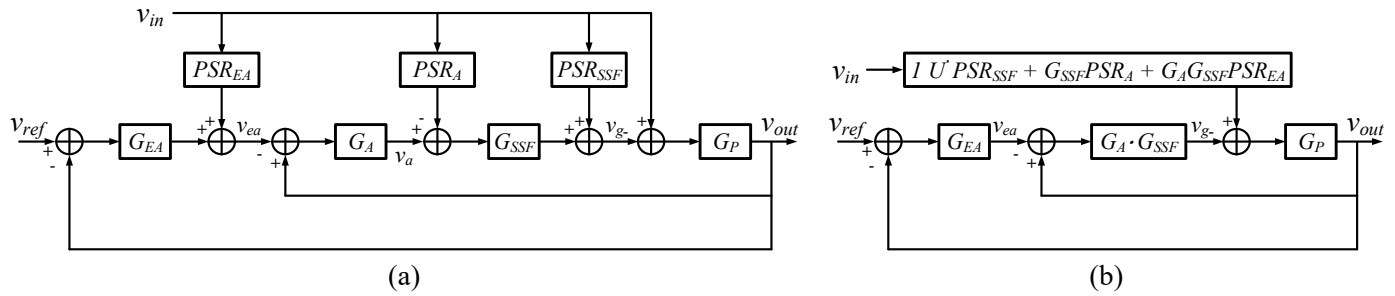 v_in
PSR_EA PSR_A PSR_SSF
v_ref + - G_EA + + v_ea - + G_A v_a + - G_SSF + + v_g - + G_P v_out
(a)
v_in 1 Ư PSR_SSF + G_SSF PSR_A + G_A G_SSF PSR_EA
v_ref + - G_EA v_ea - + G_A · G_SSF v_g - + G_P v_out
(b)